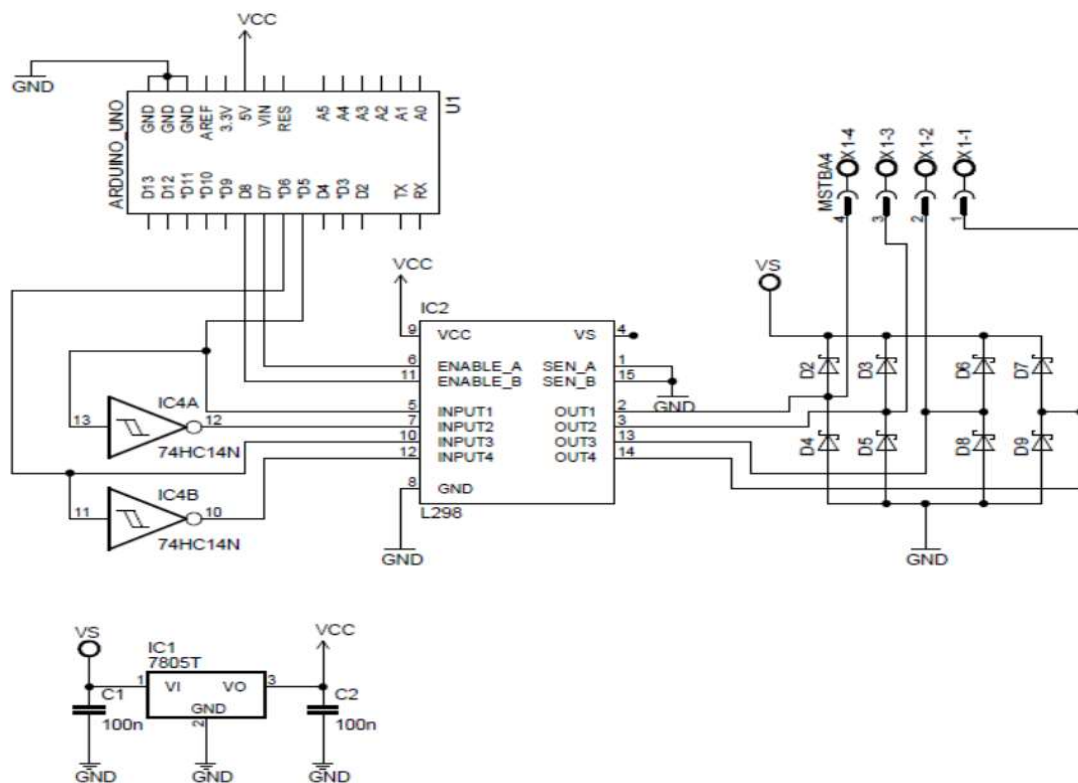 VCC
GND
GND
GND
GND
AREF
3.3V
5V
VIN
RES
A5
A4
A3
A2
A1
A0
U1
ARDUINO_UNO
D13
D12
*D11
*D10
*D9
D8
D7
*D6
*D5
D4
*D3
D2
TX
RX
MSTBA4
X1-4
X1-3
X1-2
X1-1
4
3
2
1
VCC
VS
IC2
9
VCC
VS
4
6
ENABLE_A
SEN_A
1
11
ENABLE_B
SEN_B
15
GND
5
INPUT1
OUT1
2
7
INPUT2
OUT2
3
10
INPUT3
OUT3
13
12
INPUT4
OUT4
14
8
GND
L298
GND
D2
D3
D6
D7
D4
D5
D8
D9
GND
IC4A
13
12
74HC14N
IC4B
11
10
74HC14N
VS
IC1
7805T
VCC
1
VI
VO
3
GND
2
C1
100n
C2
100n
GND
GND
GND